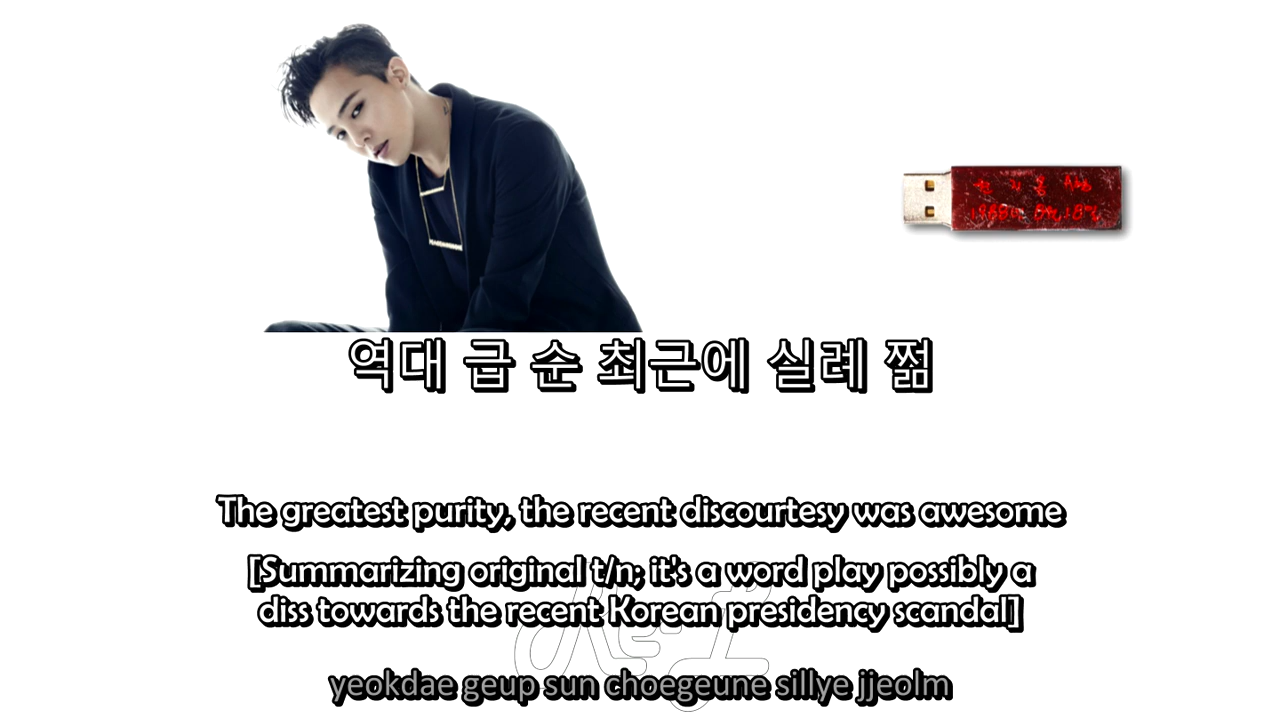 역대 급 순 최근에 실례 쩖
The greatest purity, the recent discourtesy was awesome
[Summarizing original t/n; it's a word play possibly a
diss towards the recent Korean presidency scandal]
yeokdae geup sun choegeune sillye jjeolm